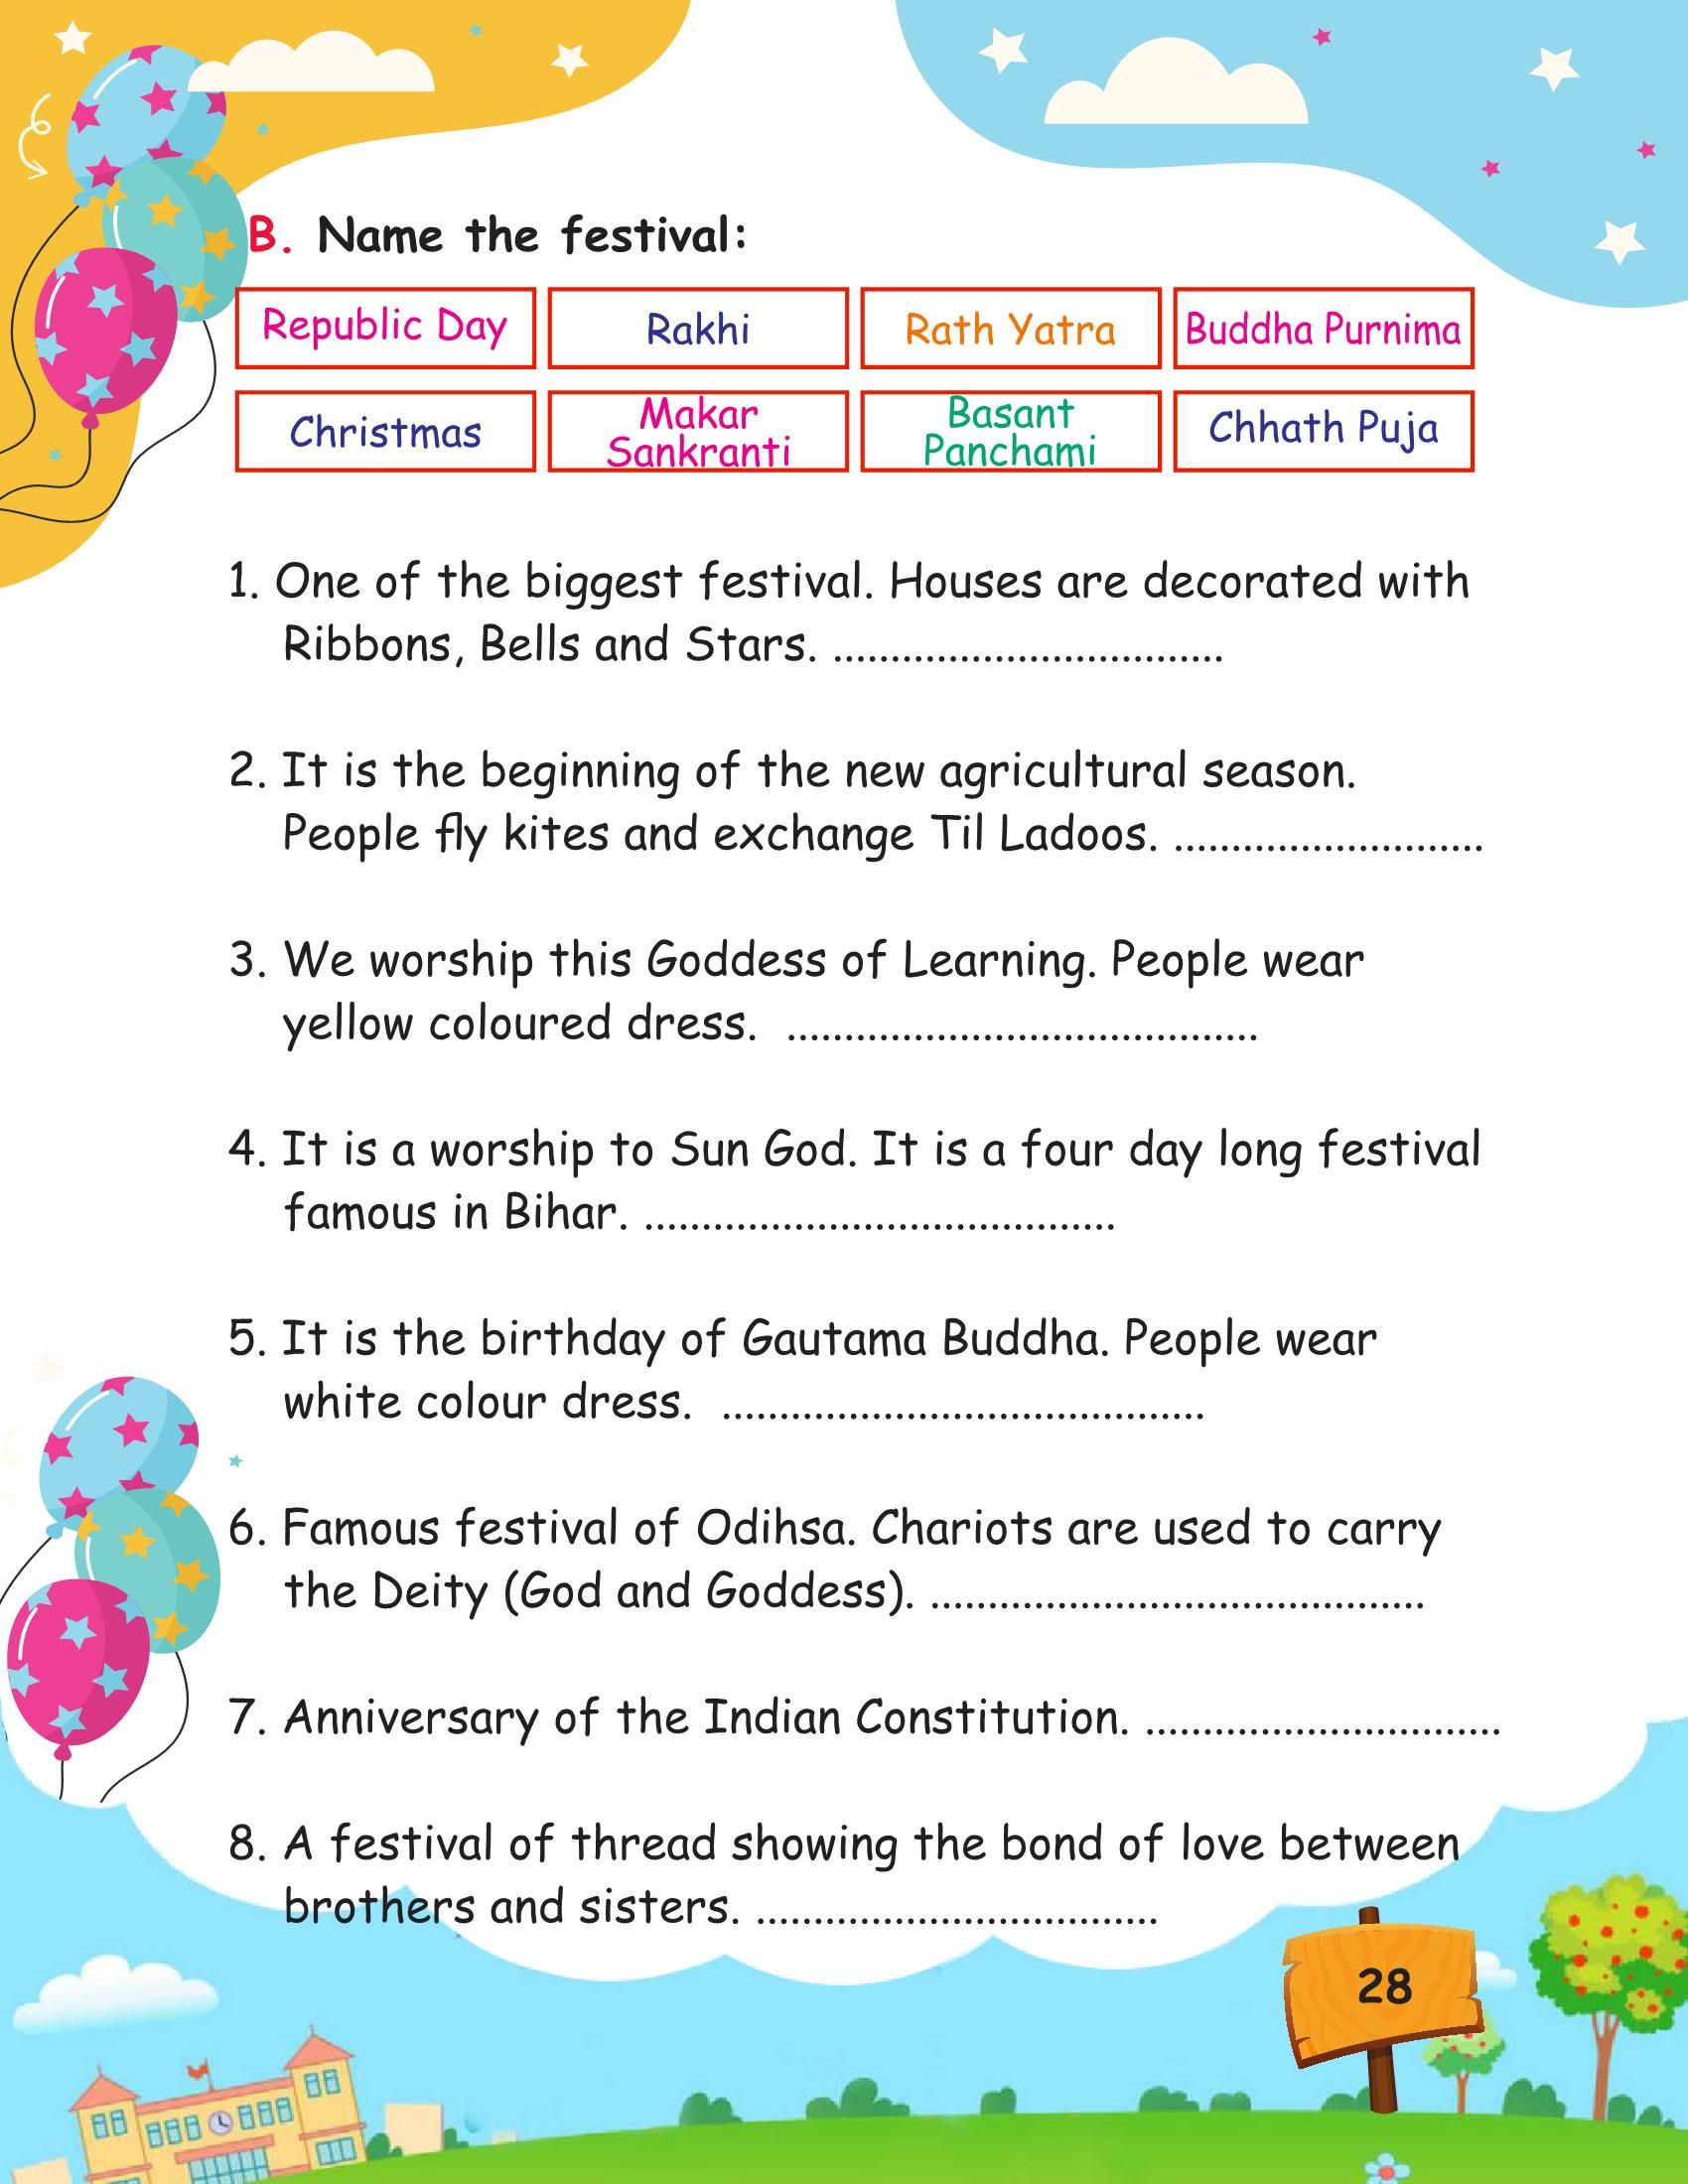 B. Name the festival:
Republic Day Rakhi Rath Yatra Buddha Purnima
Christmas Makar Sankranti Basant Panchami Chhath Puja
1. One of the biggest festival. Houses are decorated with
Ribbons, Bells and Stars. ..................................
2. It is the beginning of the new agricultural season.
People fly kites and exchange Til Ladoos. ...........................
3. We worship this Goddess of Learning. People wear
yellow coloured dress. .........................................
4. It is a worship to Sun God. It is a four day long festival
famous in Bihar. .........................................
5. It is the birthday of Gautama Buddha. People wear
white colour dress. ..........................................
6. Famous festival of Odihsa. Chariots are used to carry
the Deity (God and Goddess). ...........................................
7. Anniversary of the Indian Constitution. ...............................
8. A festival of thread showing the bond of love between
brothers and sisters. ...................................
28